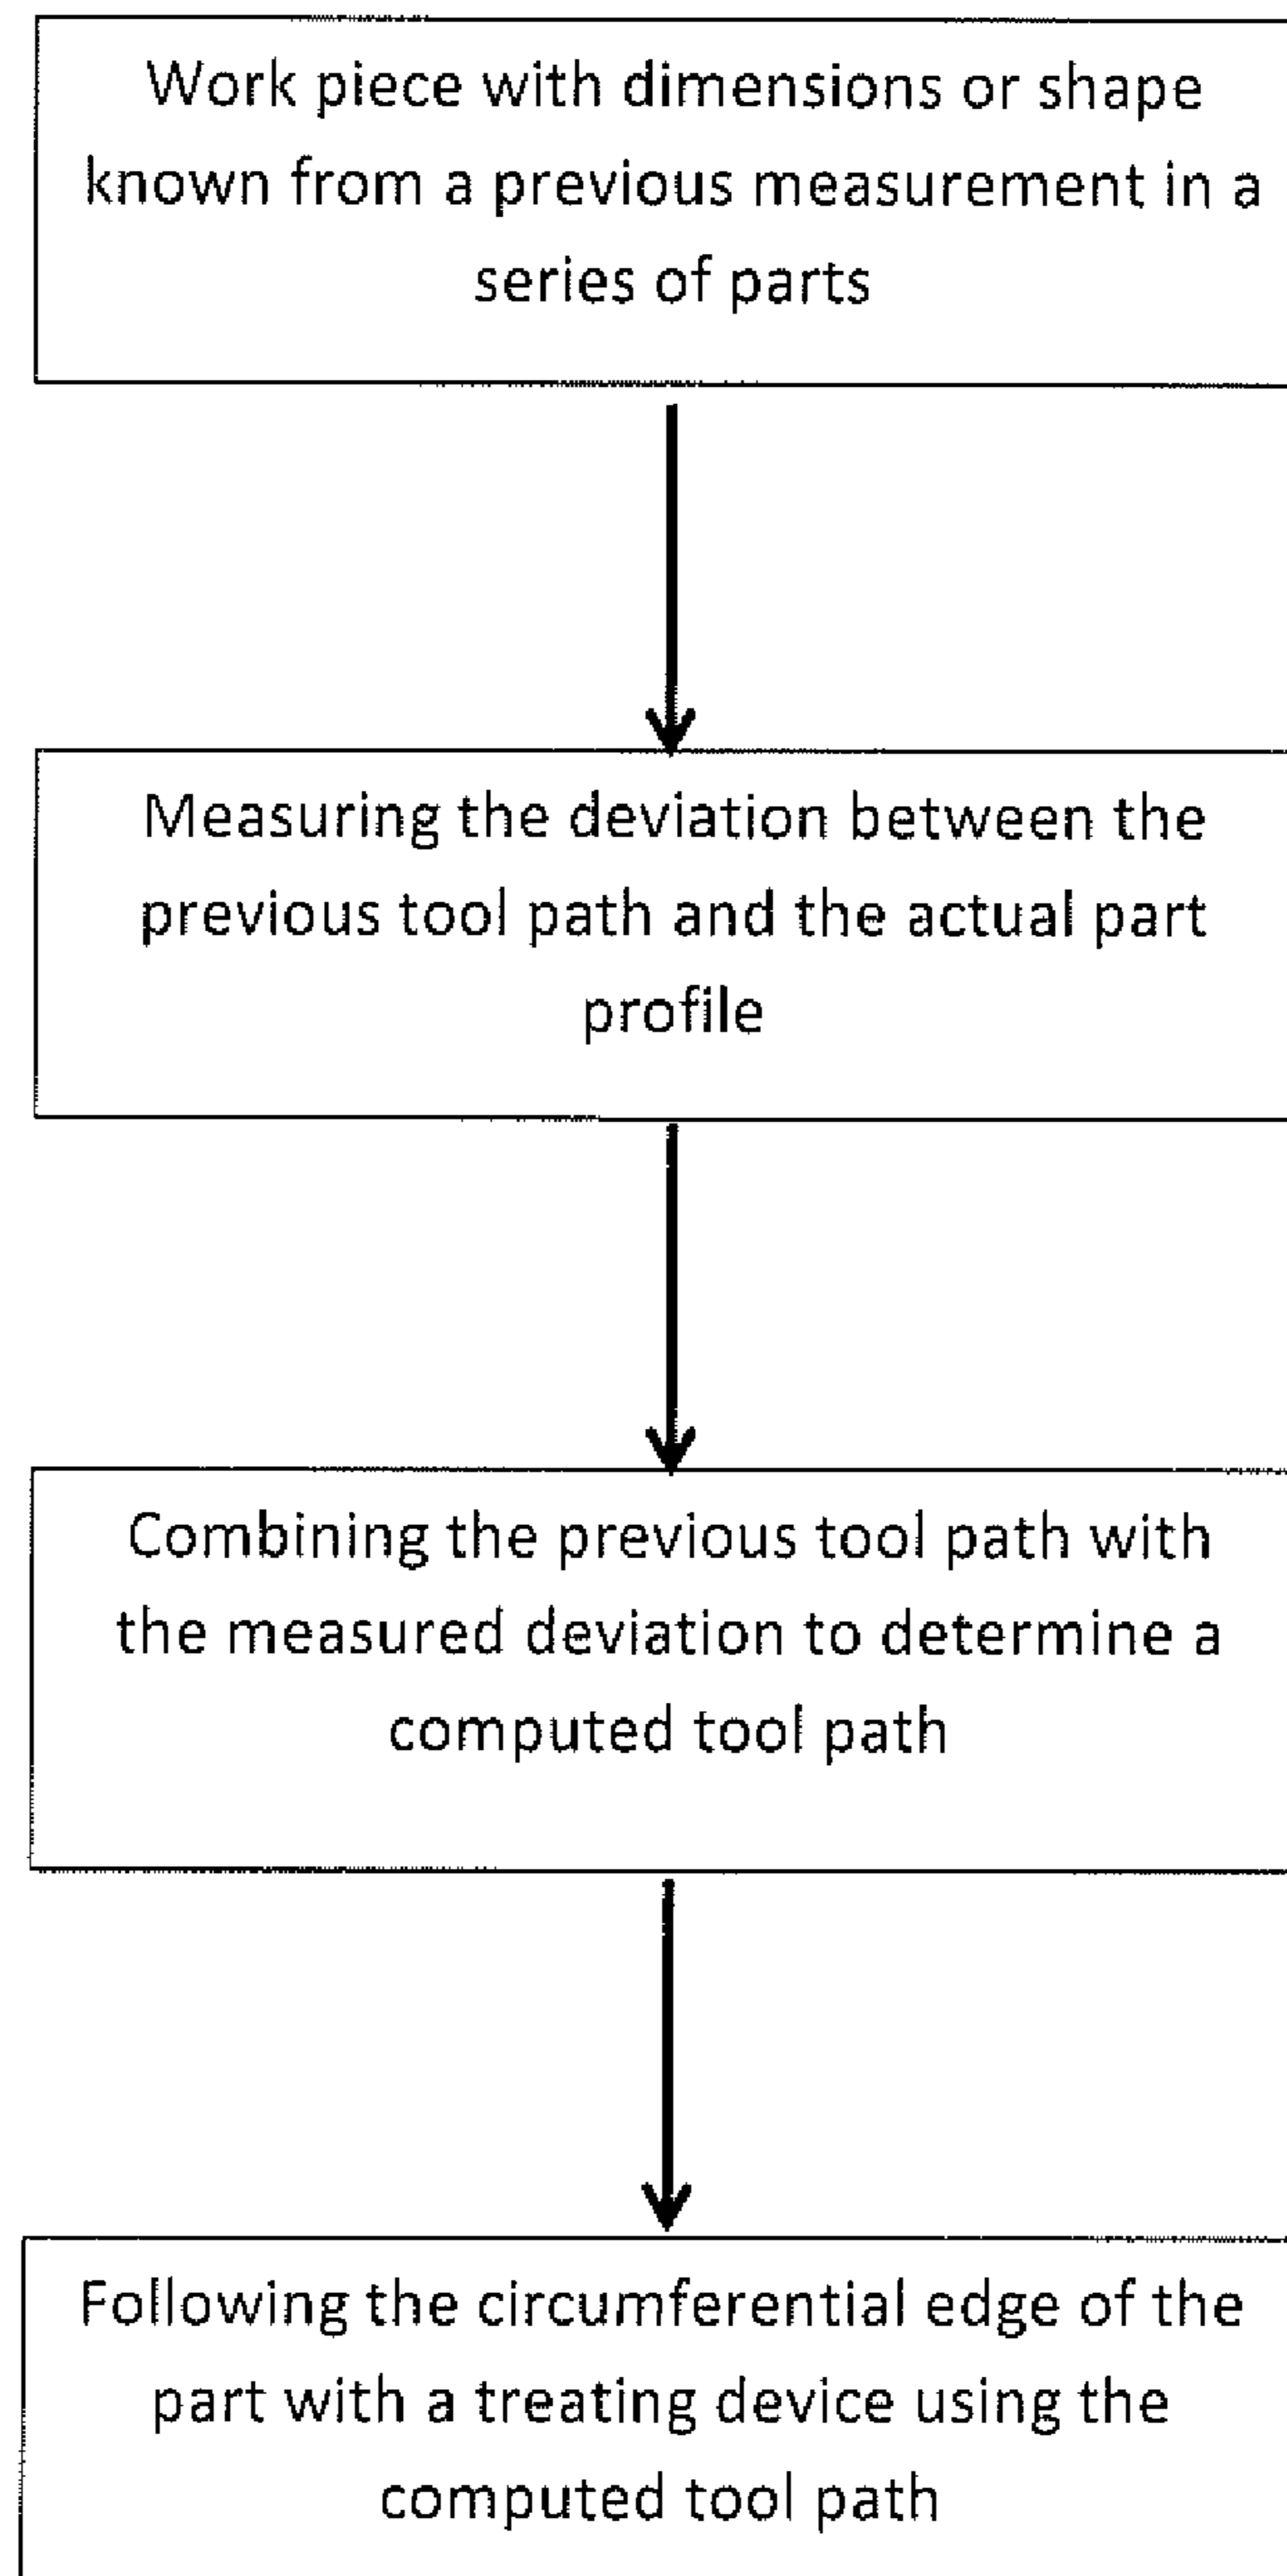 Work piece with dimensions or shape
known from a previous measurement in a
series of parts
Measuring the deviation between the
previous tool path and the actual part
profile
Combining the previous tool path with
the measured deviation to determine a
computed tool path
Following the circumferential edge of the
part with a treating device using the
computed tool path